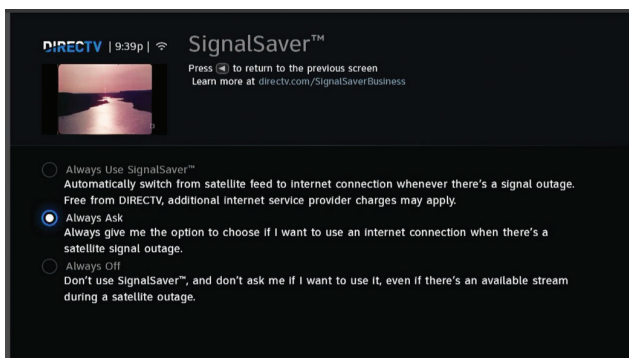 DIRECTV | 9:39p |
SignalSaver™
Press ◀ to return to the previous screen
Learn more at directv.com/SignalSaverBusiness
Always Use SignalSaver™
Automatically switch from satellite feed to internet connection whenever there's a signal outage.
Free from DIRECTV, additional internet service provider charges may apply.
Always Ask
Always give me the option to choose if I want to use an internet connection when there's a
satellite signal outage.
Always Off
Don't use SignalSaver™, and don't ask me if I want to use it, even if there's an available stream
during a satellite outage.